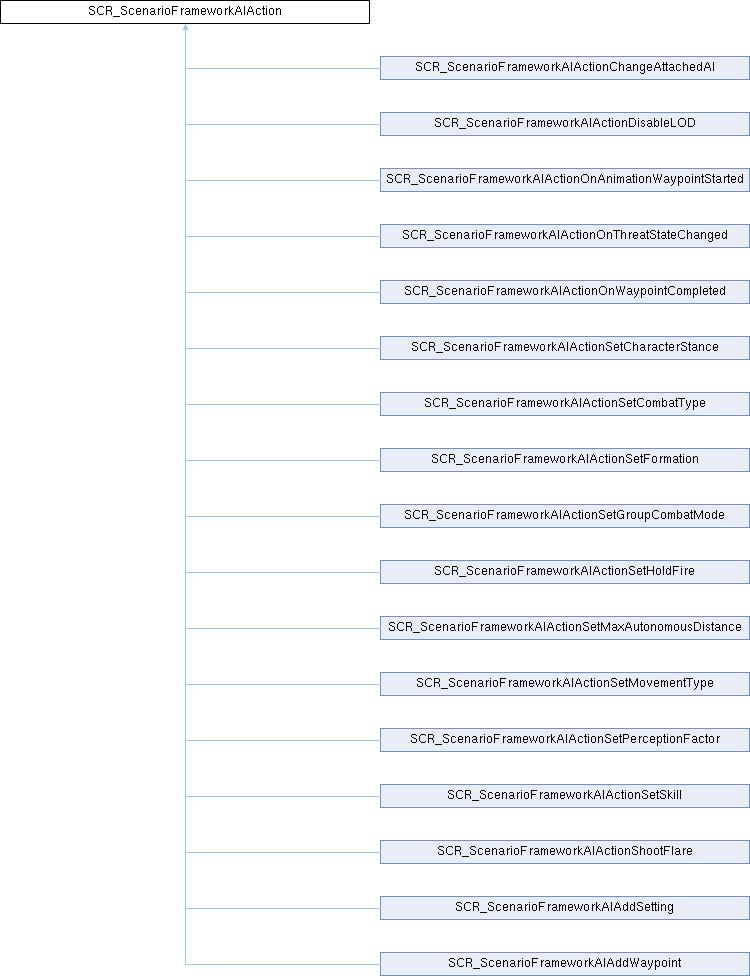 SCR_ScenarioFrameworkAIAction
SCR_ScenarioFrameworkAIActionChangeAttachedAI
SCR_ScenarioFrameworkAIActionDisableLOD
SCR_ScenarioFrameworkAIActionOnAnimationWaypointStarted
SCR_ScenarioFrameworkAIActionOnThreatStateChanged
SCR_ScenarioFrameworkAIActionOnWaypointCompleted
SCR_ScenarioFrameworkAIActionSetCharacterStance
SCR_ScenarioFrameworkAIActionSetCombatType
SCR_ScenarioFrameworkAIActionSetFormation
SCR_ScenarioFrameworkAIActionSetGroupCombatMode
SCR_ScenarioFrameworkAIActionSetHoldFire
SCR_ScenarioFrameworkAIActionSetMaxAutonomousDistance
SCR_ScenarioFrameworkAIActionSetMovementType
SCR_ScenarioFrameworkAIActionSetPerceptionFactor
SCR_ScenarioFrameworkAIActionSetSkill
SCR_ScenarioFrameworkAIActionShootFlare
SCR_ScenarioFrameworkAIAddSetting
SCR_ScenarioFrameworkAIAddWaypoint